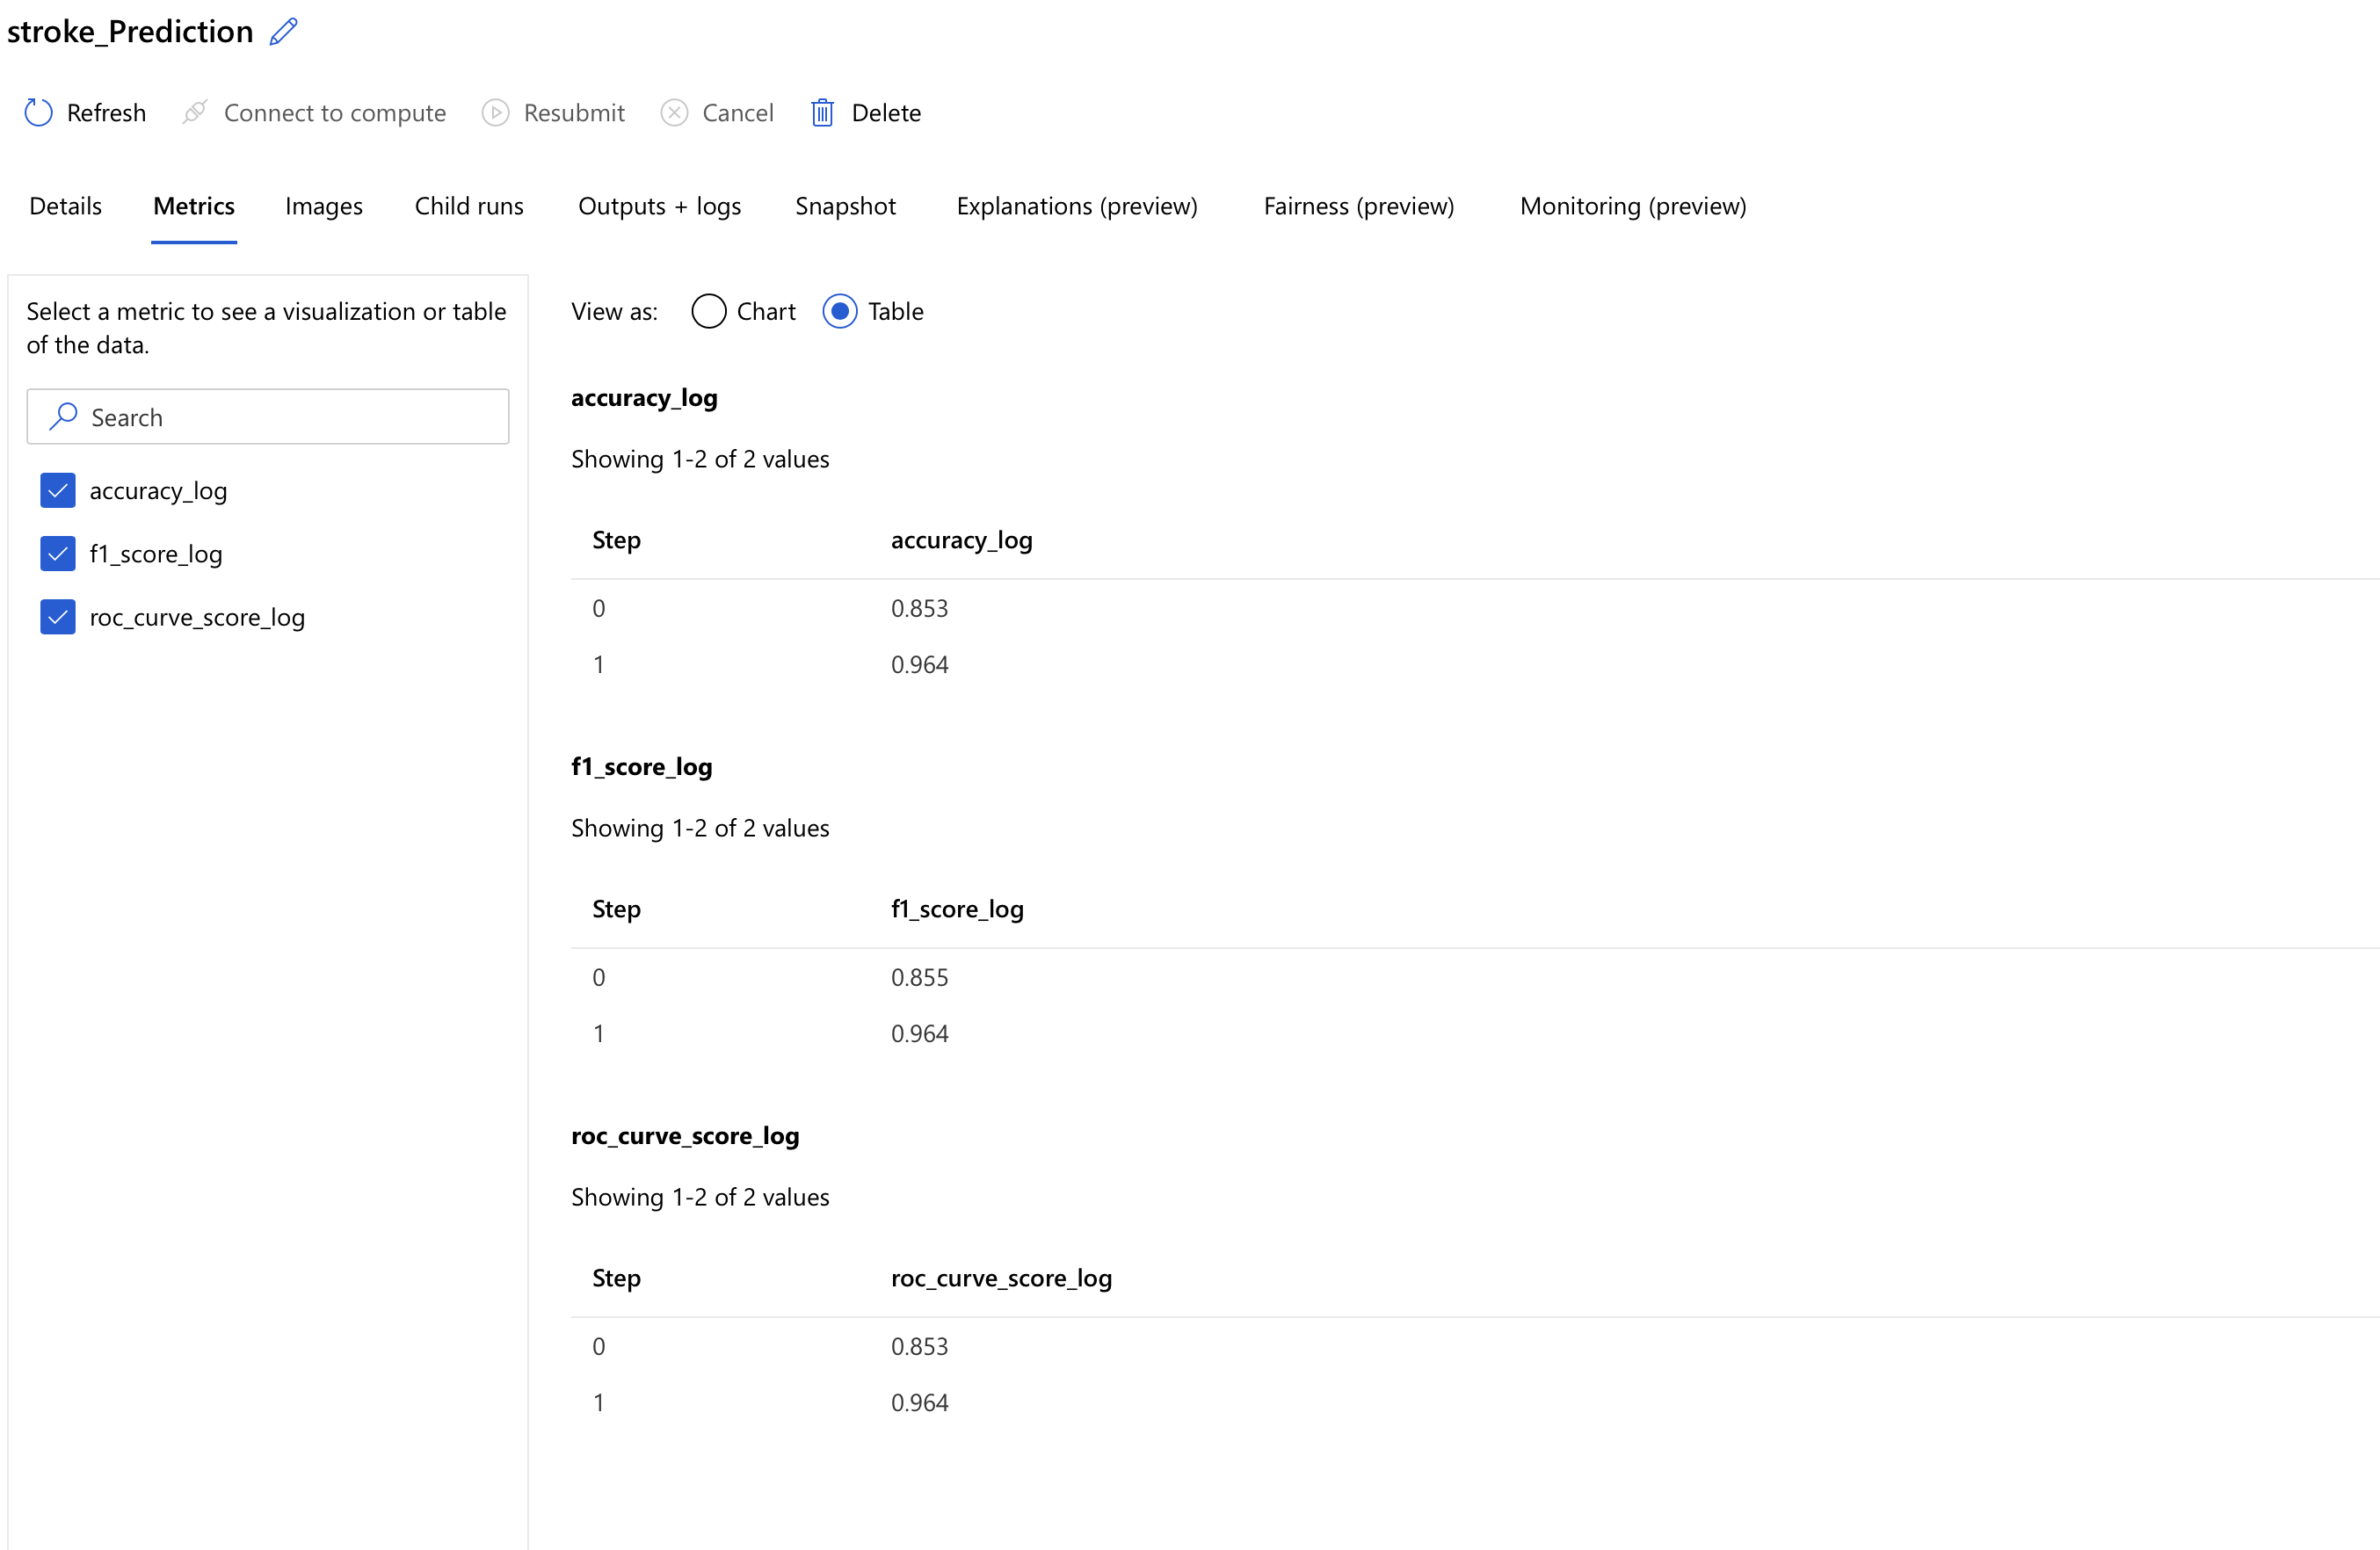 stroke_Prediction
Refresh Connect to compute Resubmit Cancel Delete
Details Metrics Images Child runs Outputs + logs Snapshot Explanations (preview) Fairness (preview) Monitoring (preview)
Select a metric to see a visualization or table
of the data.
Search
accuracy_log
f1_score_log
roc_curve_score_log
View as: Chart Table
accuracy_log
Showing 1-2 of 2 values
Step accuracy_log
0 0.853
1 0.964
f1_score_log
Showing 1-2 of 2 values
Step f1_score_log
0 0.855
1 0.964
roc_curve_score_log
Showing 1-2 of 2 values
Step roc_curve_score_log
0 0.853
1 0.964